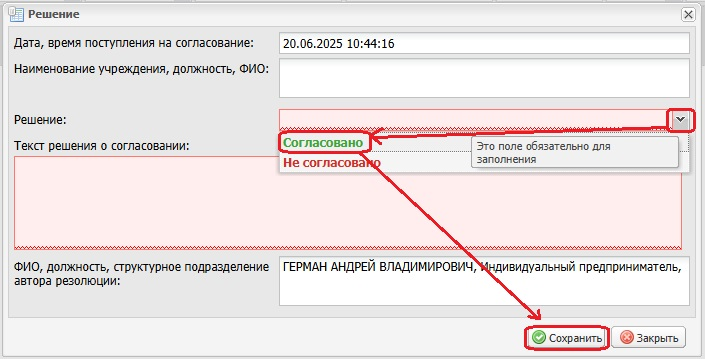 Решение
Дата, время поступления на согласование: 20.06.2025 10:44:16
Наименование учреждения, должность, ФИО:
Решение:
Текст решения о согласовании:
Согласовано
Не согласовано
Это поле обязательно для
заполнения
ФИО, должность, структурное подразделение
автора резолюции:
ГЕРМАН АНДРЕЙ ВЛАДИМИРОВИЧ, Индивидуальный предприниматель,
Сохранить
Закрыть